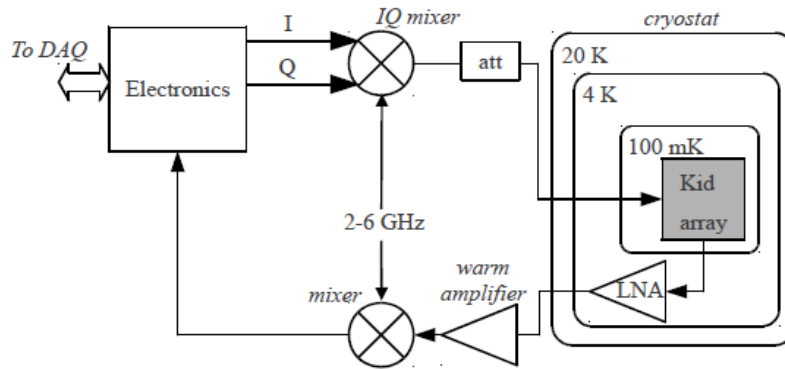 To DAQ
Electronics
I
Q
IQ mixer
att
cryostat
20 K
4 K
100 mK
Kid
array
2-6 GHz
mixer
warm
amplifier
LNA